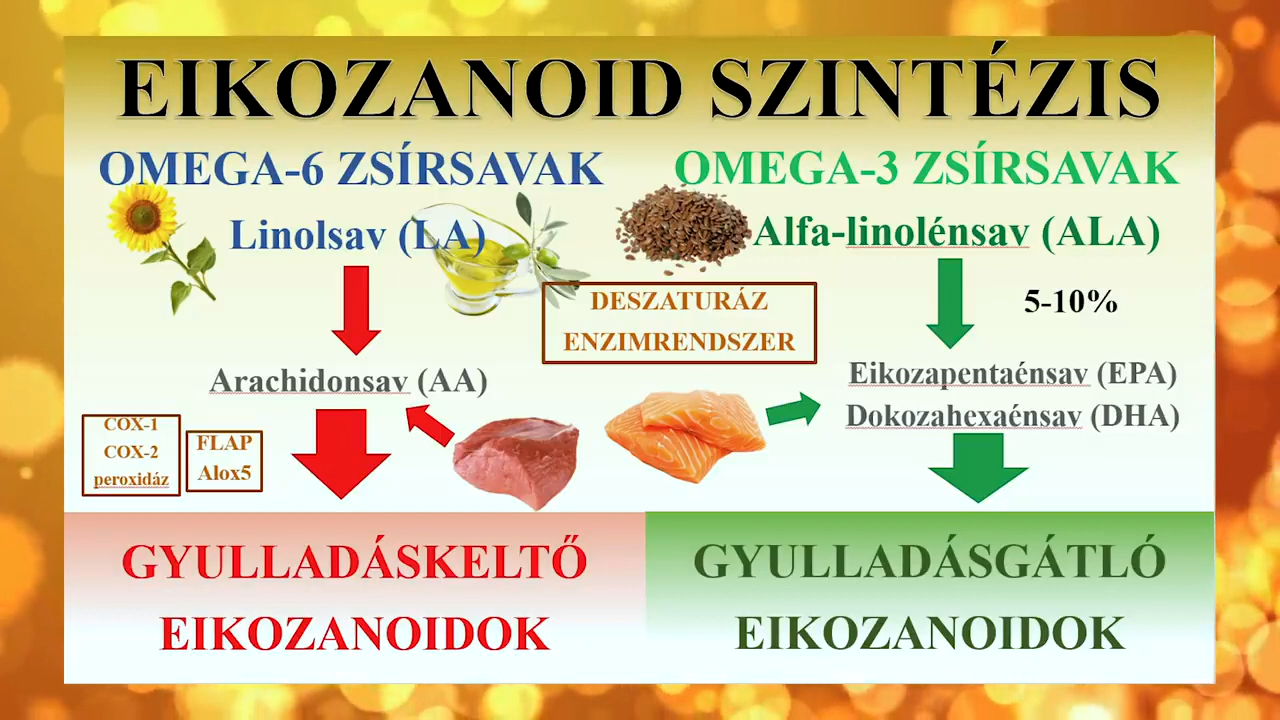 EIKOZANOID SZINTÉZIS
OMEGA-6 ZSÍRSAVAK
Linolsav (LA)
Arachidonsav (AA)
COX-1
COX-2
peroxidáz
FLAP
Alox5
DESZATURÁZ
ENZIMRENDSZER
OMEGA-3 ZSÍRSAVAK
Alfa-linolénsav (ALA)
5-10%
Eikozapentaénsav (EPA)
Dokozahexaénsav (DHA)
GYULLADÁSKELTŐ
EIKOZANOIDOK
GYULLADÁSGÁTLÓ
EIKOZANOIDOK